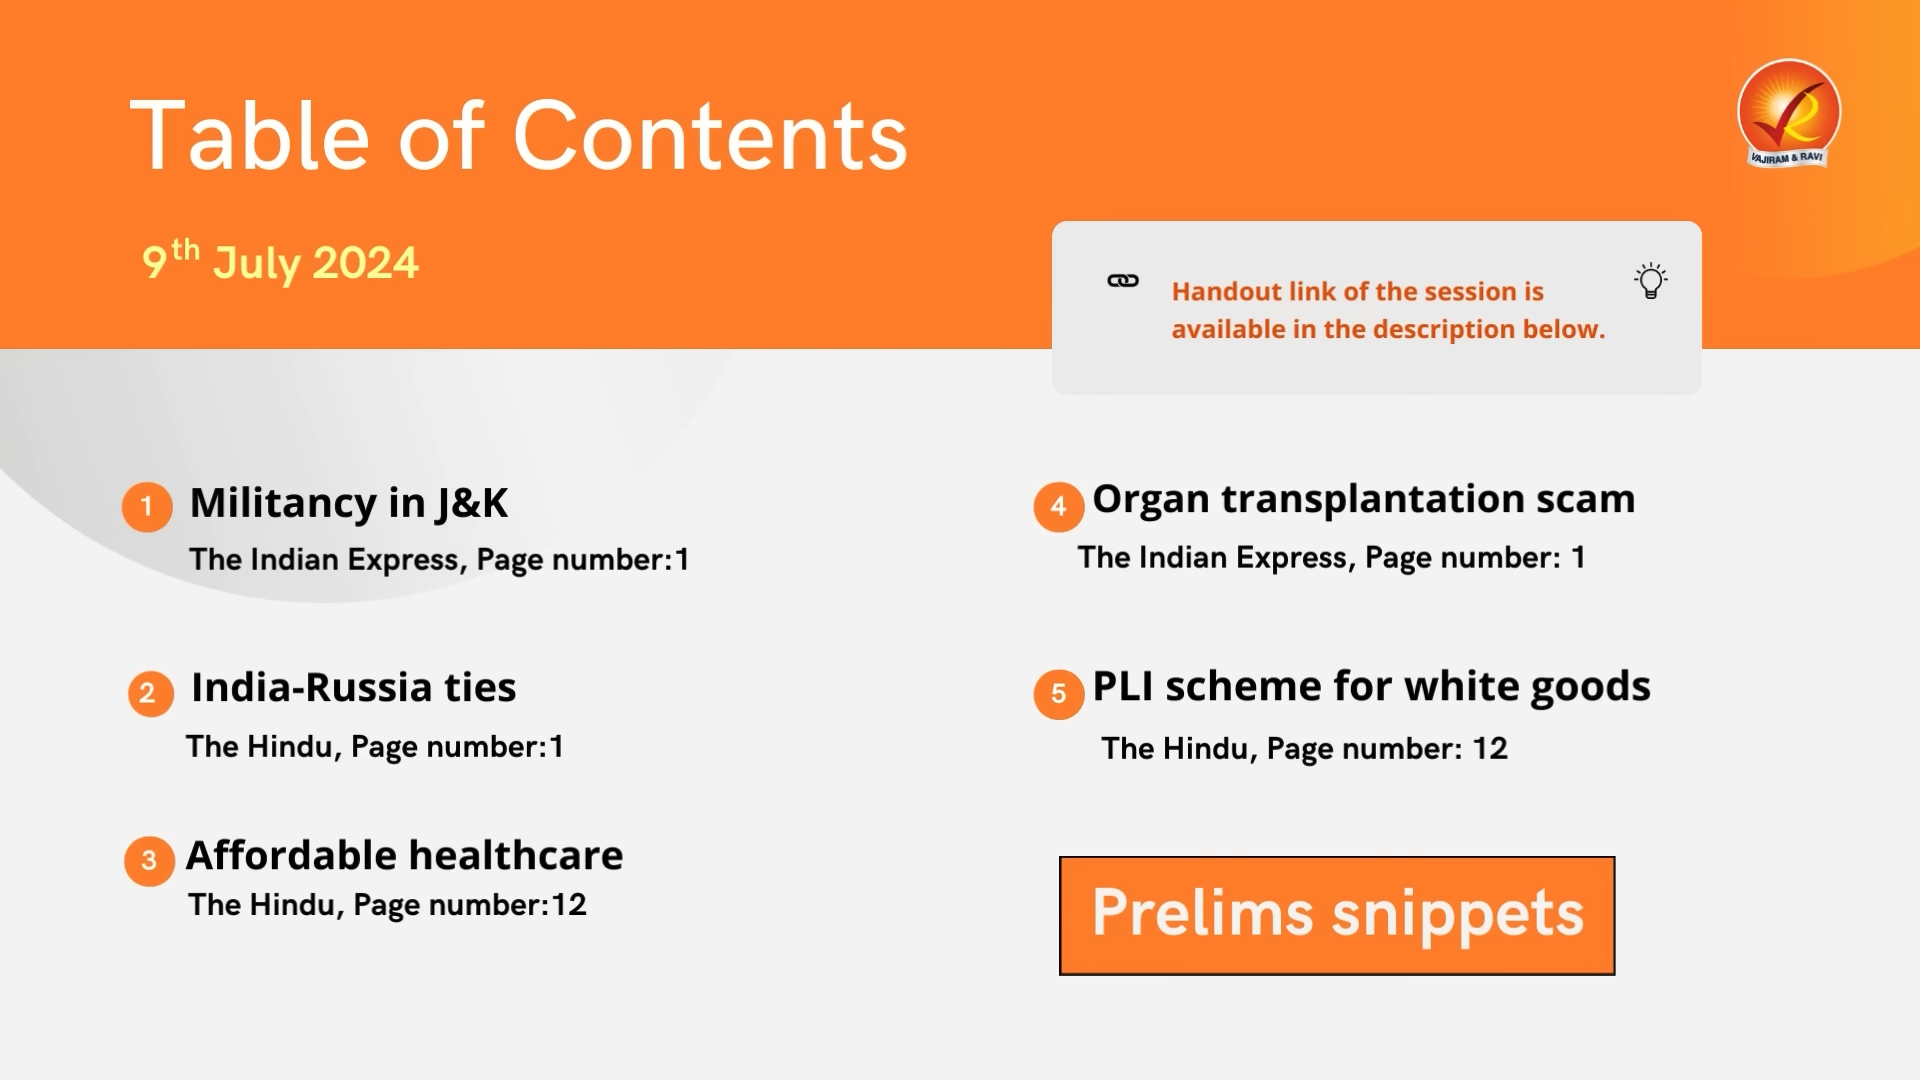 Table of Contents
VAJIRAM & RAVI
9th July 2024
Handout link of the session is
available in the description below.
1 Militancy in J&K
The Indian Express, Page number:1
2 India-Russia ties
The Hindu, Page number:1
3 Affordable healthcare
The Hindu, Page number:12
4 Organ transplantation scam
The Indian Express, Page number: 1
5 PLI scheme for white goods
The Hindu, Page number: 12
Prelims snippets